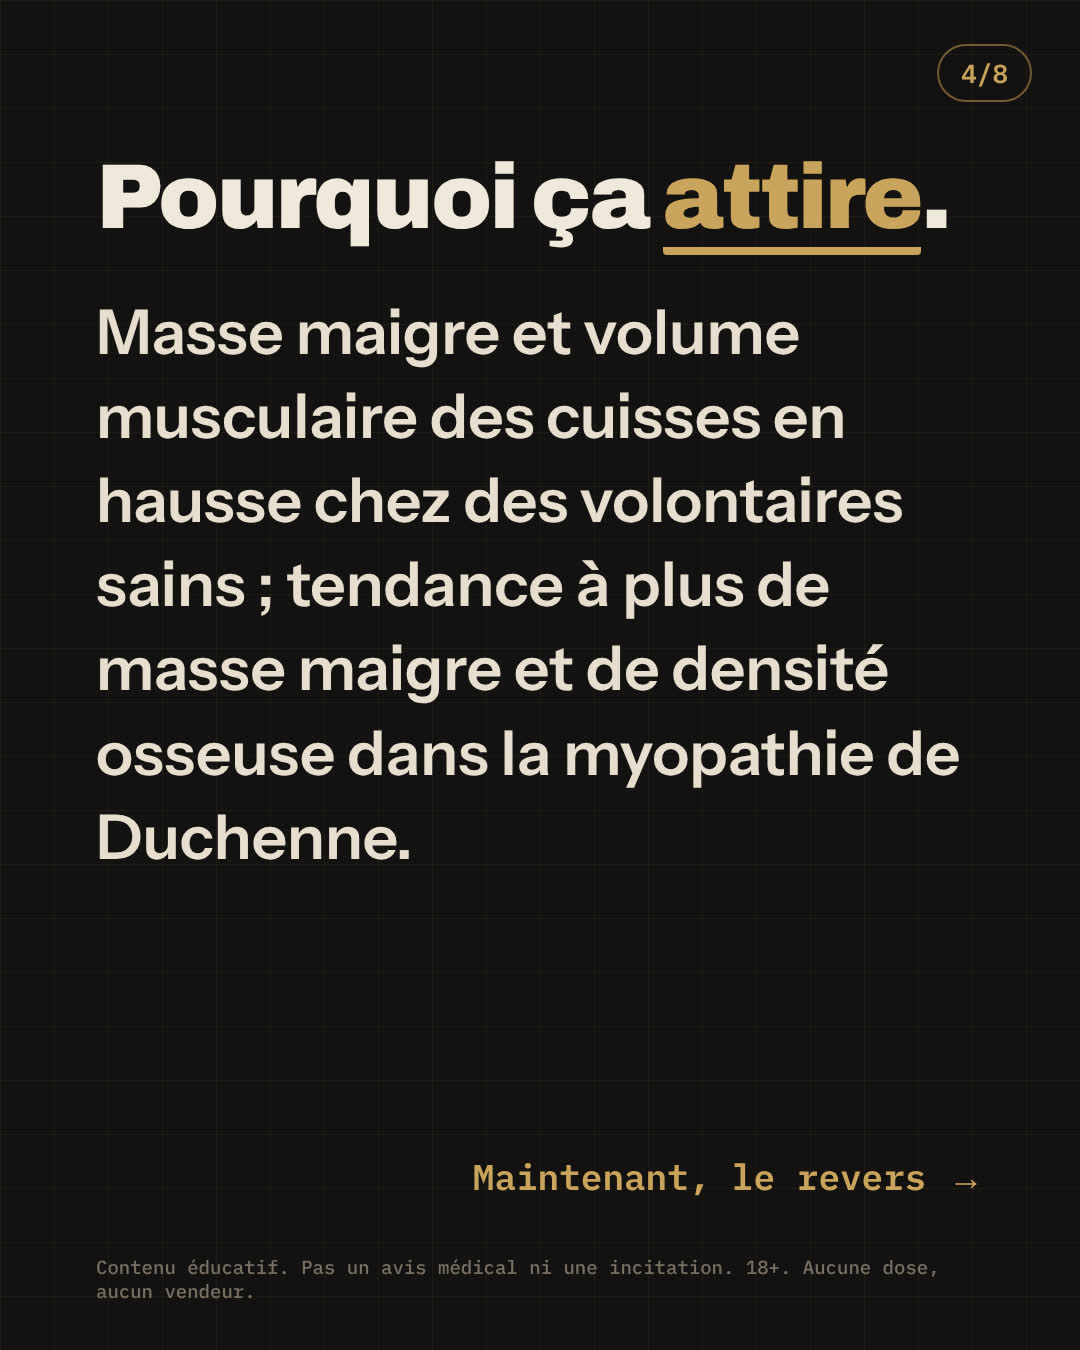 4/8
Pourquoi ça attire.
Masse maigre et volume
musculaire des cuisses en
hausse chez des volontaires
sains ; tendance à plus de
masse maigre et de densité
osseuse dans la myopathie de
Duchenne.
Maintenant, le revers →
Contenu éducatif. Pas un avis médical ni une incitation. 18+. Aucune dose,
aucun vendeur.